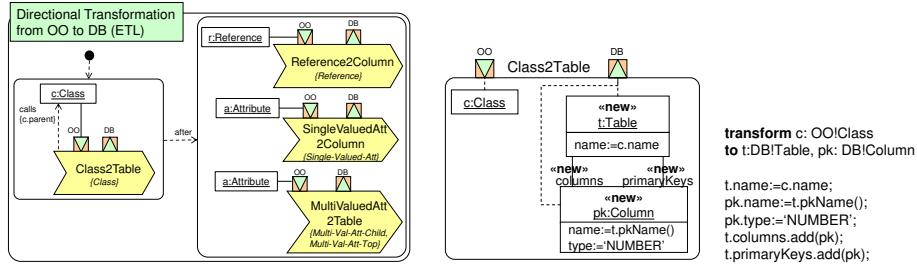 Directional Transformation
from OO to DB (ETL)
c:Class
calls
{c.parent}
OO
DB
Class2Table
{Class}
after
r:Reference
OO
DB
Reference2Column
{Reference}
a:Attribute
OO
DB
SingleValuedAtt
2Column
{Single-Valued-Att}
a:Attribute
OO
DB
MultiValuedAtt
2Table
{Multi-Val-Att-Child,
Multi-Val-Att-Top}
OO
Class2Table
DB
c:Class
«new»
t:Table
name:=c.name
«new»
columns
«new»
primaryKeys
«new»
pk:Column
name:=t.pkName()
type:='NUMBER'
transform c: OO!Class
to t:DB!Table, pk: DB!Column
t.name:=c.name;
pk.name:=t.pkName();
pk.type:='NUMBER';
t.columns.add(pk);
t.primaryKeys.add(pk);